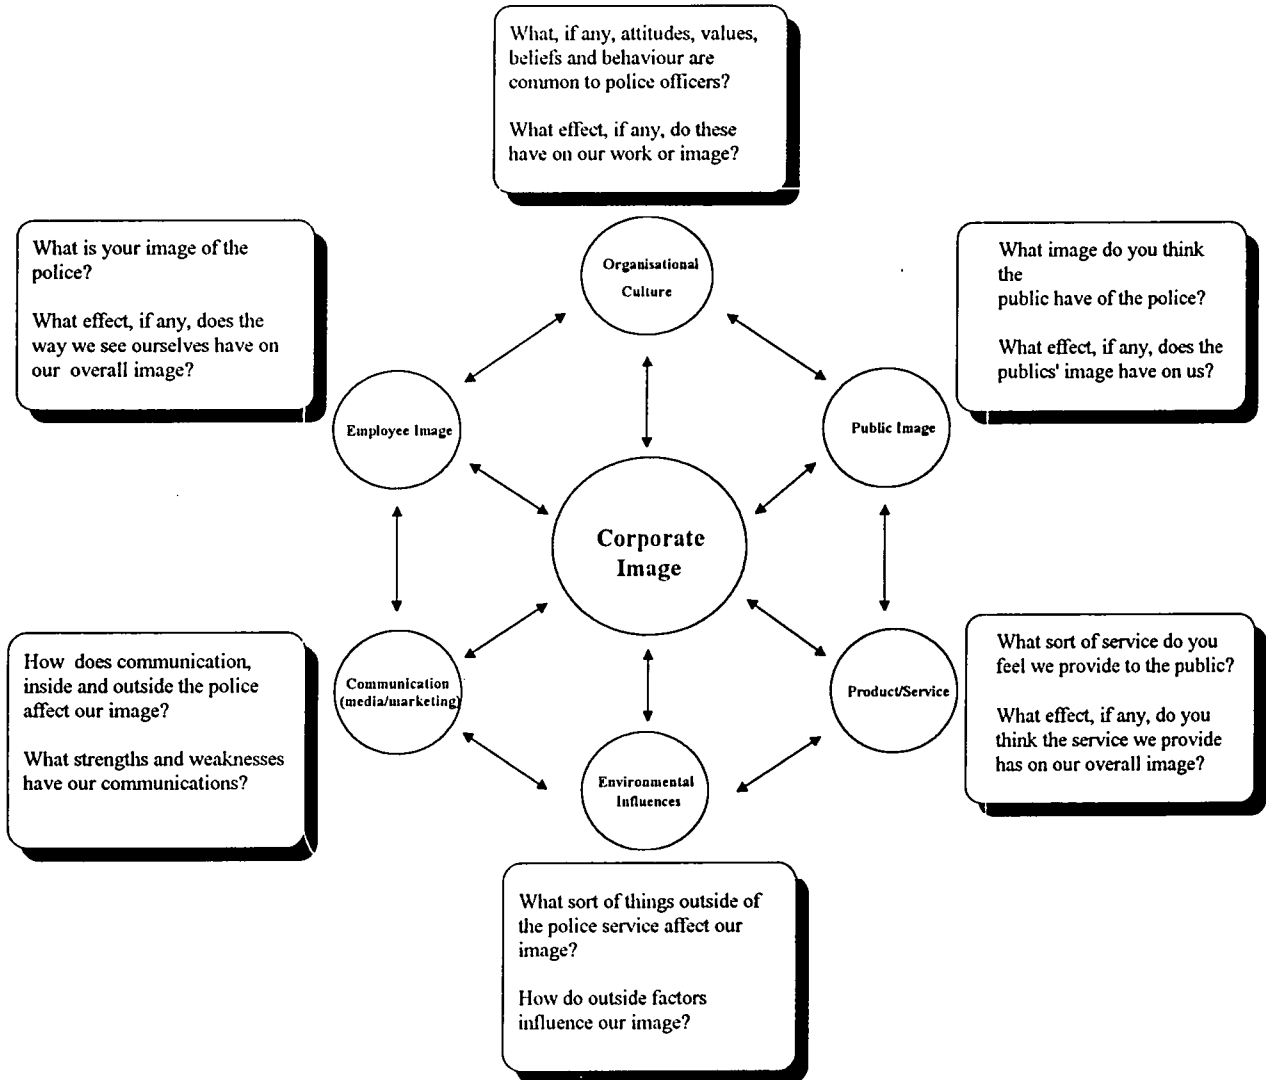 What, if any, attitudes, values,
beliefs and behaviour are
common to police officers?
What effect, if any, do these
have on our work or image?
What is your image of the
police?
What effect, if any, does the
way we see ourselves have on
our overall image?
What image do you think
the
public have of the police?
What effect, if any, does the
publics' image have on us?
Organisational
Culture
Employee Image
Public Image
Corporate
Image
Communication
(media/marketing)
Product/Service
Environmental
Influences
How does communication,
inside and outside the police
affect our image?
What strengths and weaknesses
have our communications?
What sort of service do you
feel we provide to the public?
What effect, if any, do you
think the service we provide
has on our overall image?
What sort of things outside of
the police service affect our
image?
How do outside factors
influence our image?